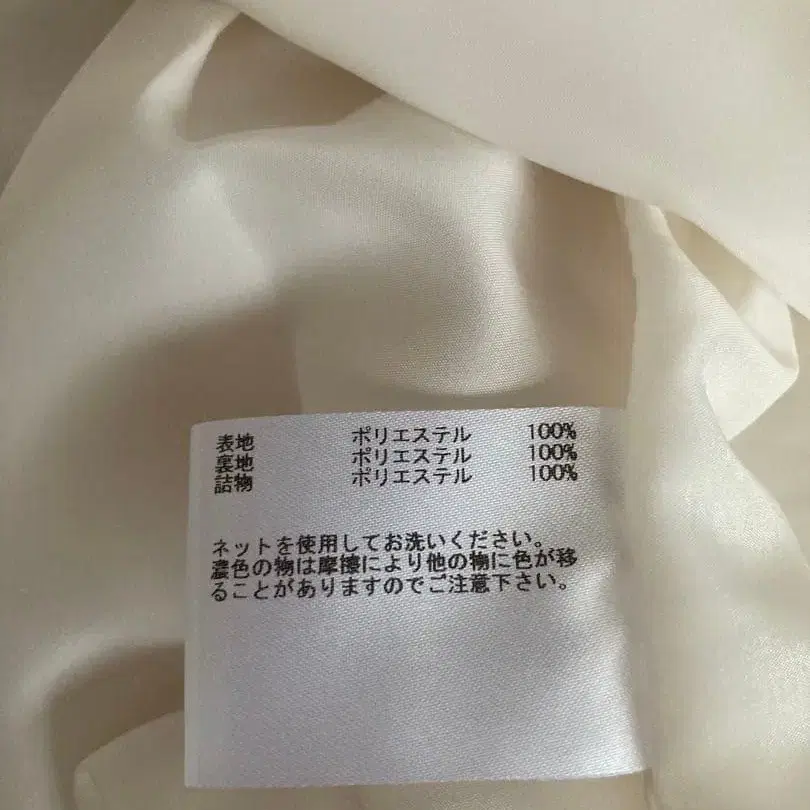 表地 ポリエステル 100%
裏地 ポリエステル 100%
詰物 ポリエステル 100%
ネットを使用してお洗いください。
濃色の物は摩擦により他の物に色が移
ることがありますのでご注意下さい。